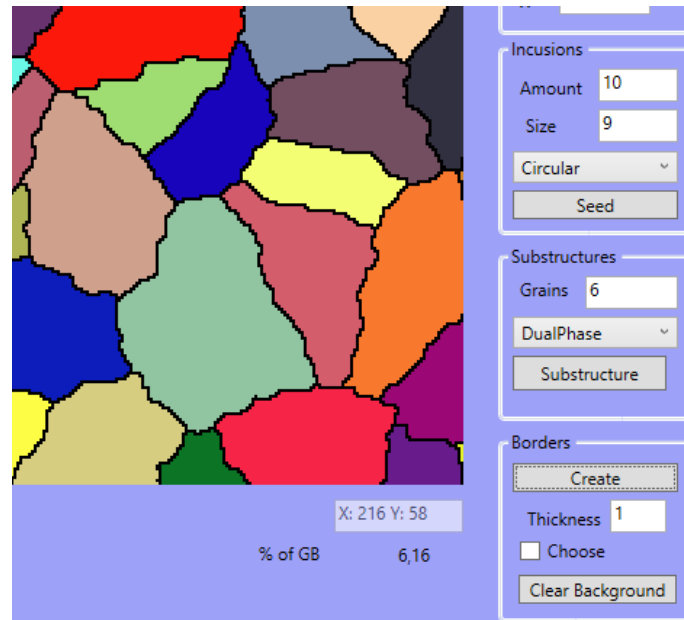 Incusions
Amount 10
Size 9
Circular
Seed
Substructures
Grains 6
DualPhase
Substructure
Borders
Create
X: 216 Y: 58
Thickness 1
% of GB 6,16
Choose
Clear Background